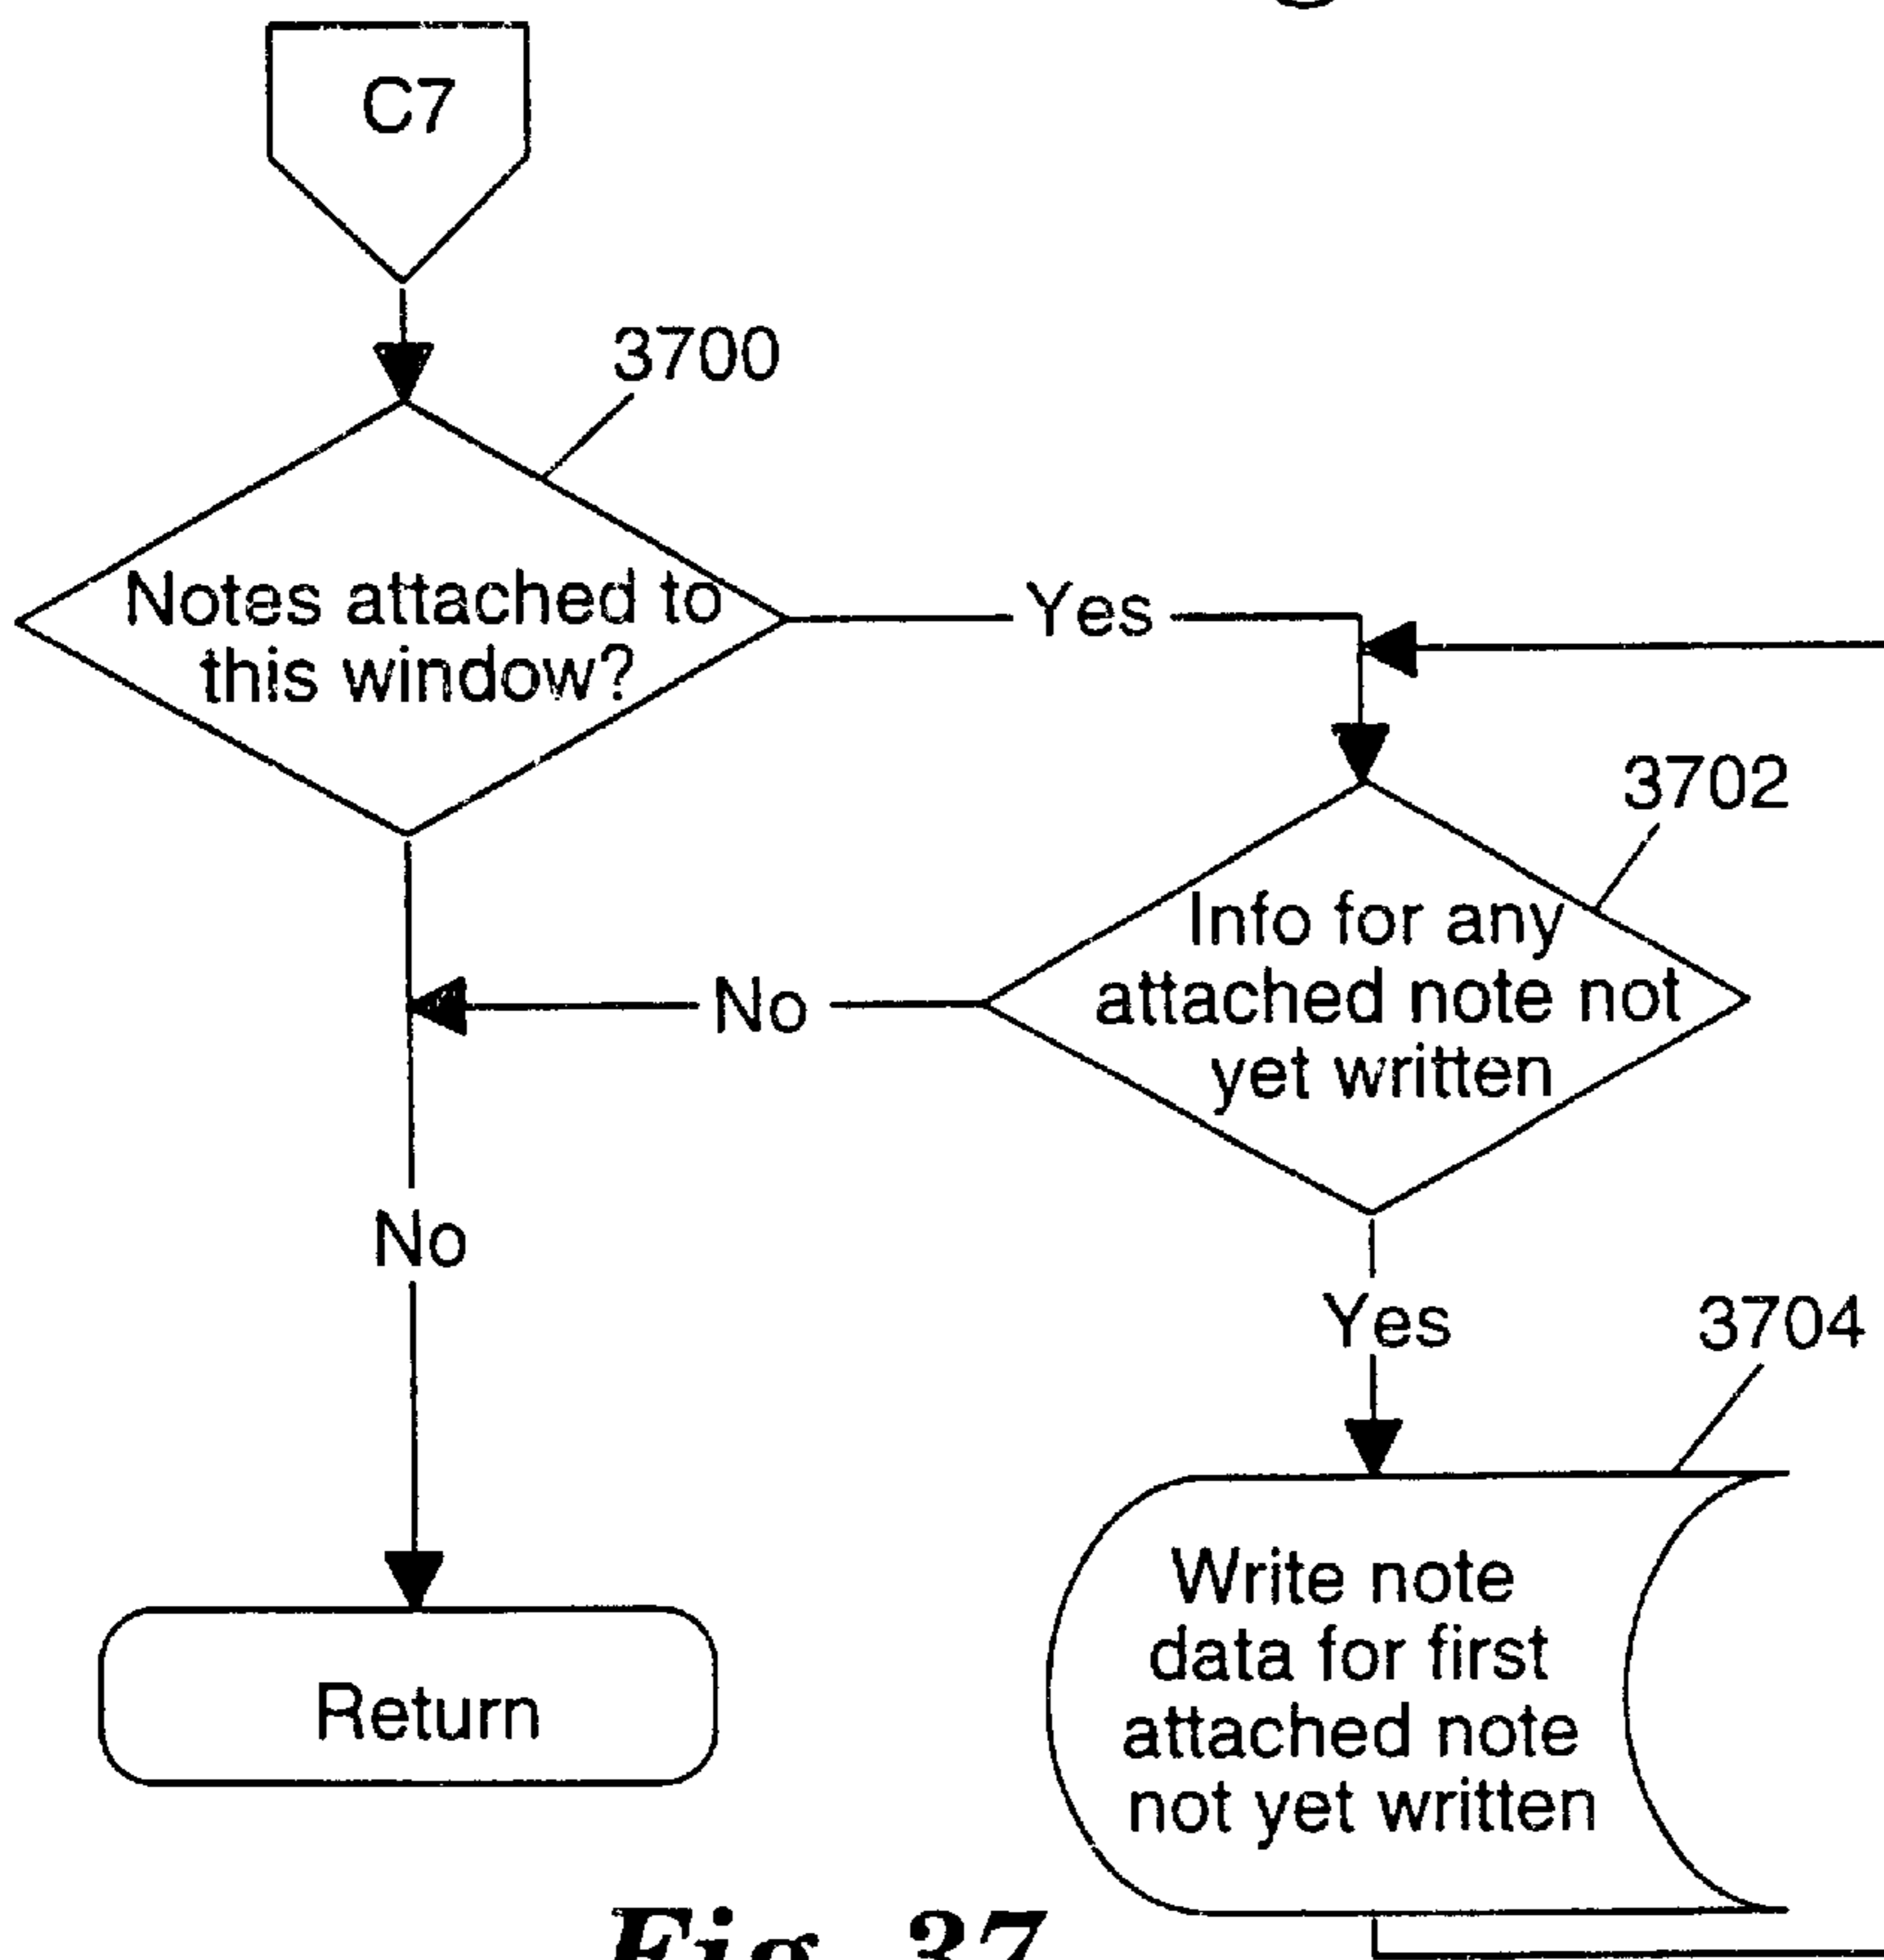 C7
3700
Notes attached to
this window?
Yes
3702
Info for any
attached note not
yet written
No
No
Yes
3704
Write note
data for first
attached note
not yet written
Return
Fig. 37